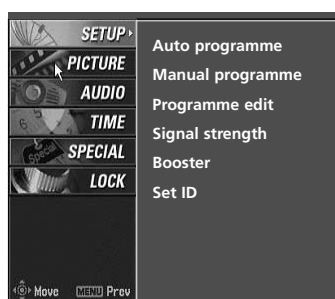 SETUP
PICTURE
AUDIO
TIME
SPECIAL
LOCK
Move MENU Prev
Auto programme
Manual programme
Programme edit
Signal strength
Booster
Set ID